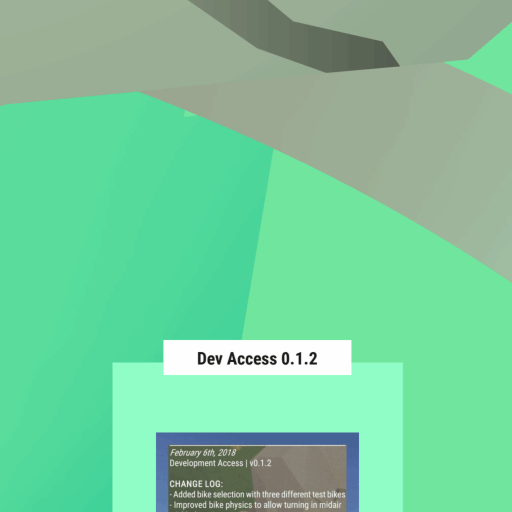 Dev Access 0.1.2
February 6th, 2018
Development Access | v0.1.2
CHANGE LOG:
- Added bike selection with three different test bikes
- Improved bike physics to allow turning in midair